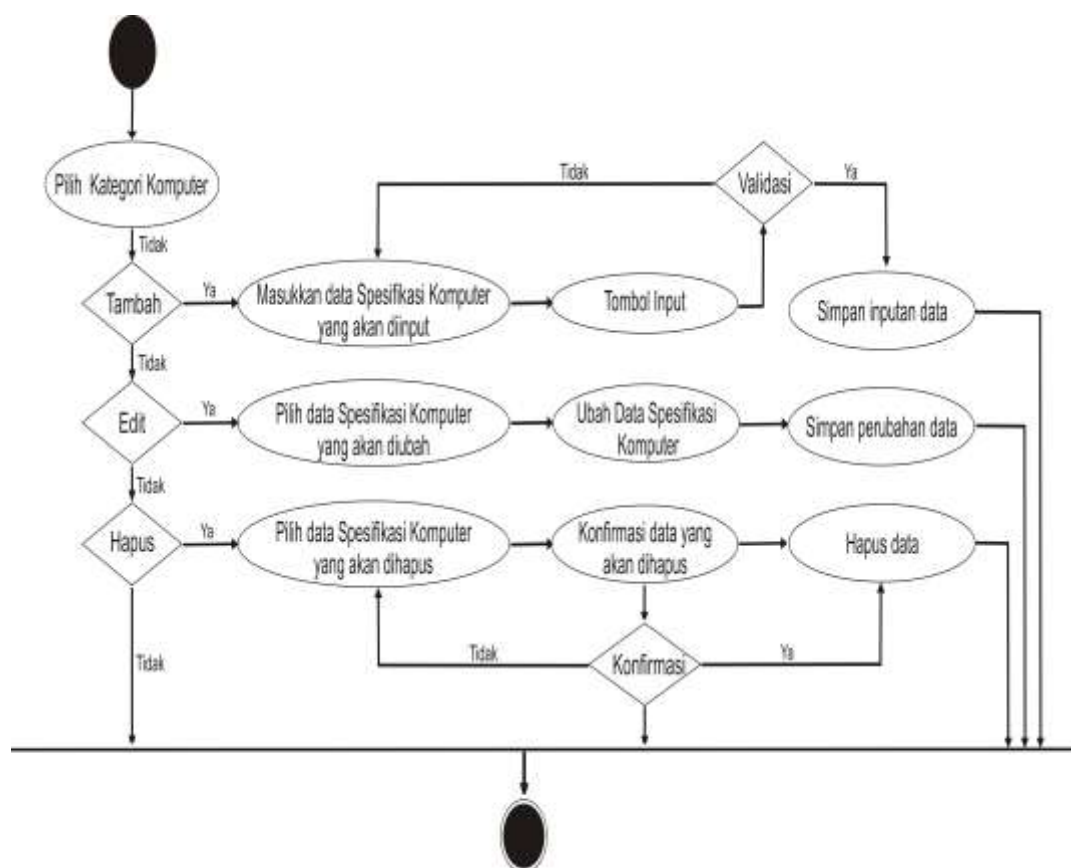 Pilih Kategori Komputer
Tidak
Tambah
Ya
Masukkan data Spesifikasi Komputer
yang akan diinput
Tombol Input
Tidak
Validasi
Ya
Simpan inputan data
Tidak
Edit
Ya
Pilih data Spesifikasi Komputer
yang akan diubah
Ubah Data Spesifikasi
Komputer
Simpan perubahan data
Tidak
Hapus
Ya
Pilih data Spesifikasi Komputer
yang akan dihapus
Konfirmasi data yang
akan dihapus
Hapus data
Tidak
Tidak
Konfirmasi
Ya